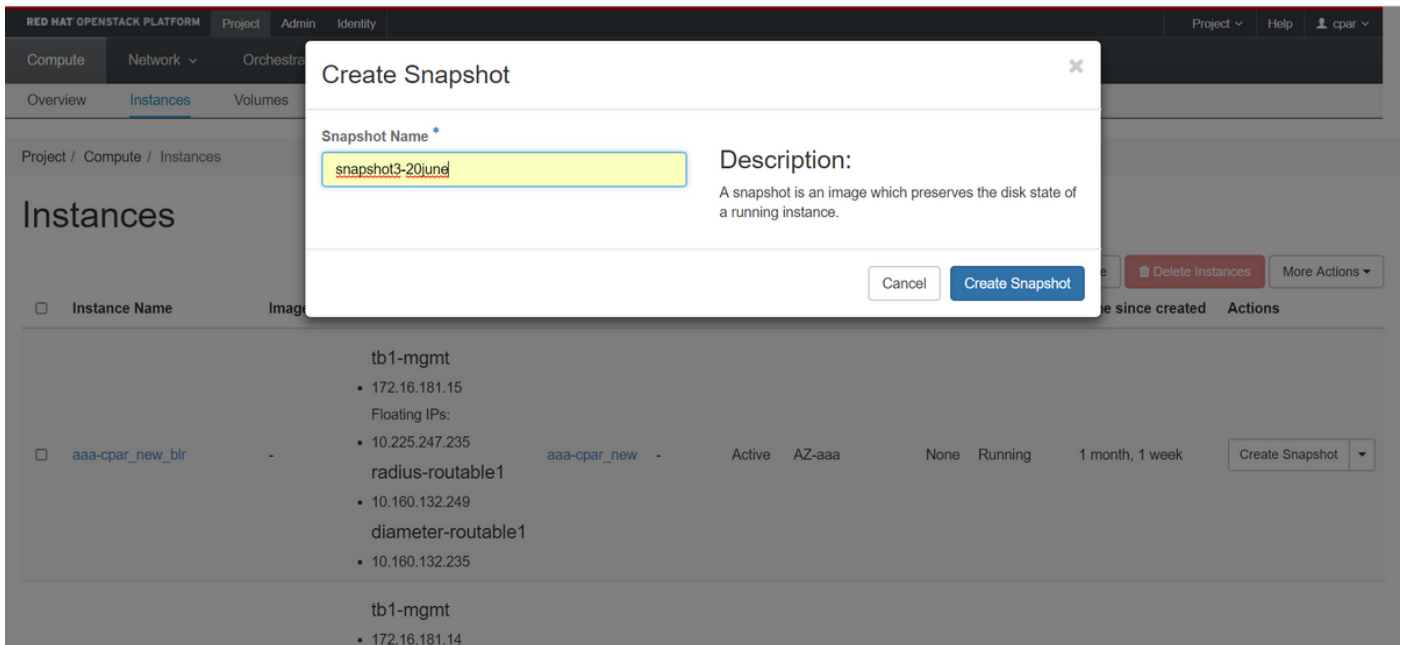 RED HAT OPENSTACK PLATFORM Project Admin Identity Project Help cpar
Compute Network Orchestra
Create Snapshot ×
Overview Instances Volumes
Snapshot Name *
Project / Compute / Instances
snapshot3-20june
Description:
A snapshot is an image which preserves the disk state of
a running instance.
Instances
Cancel Create Snapshot
e Delete Instances More Actions
Instance Name Image e since created Actions
tb1-mgmt
• 172.16.181.15
Floating IPs:
• 10.225.247.235
aaa-cpar_new_blr - aaa-cpar_new - Active AZ-aaa None Running 1 month, 1 week Create Snapshot
radius-routable1
• 10.160.132.249
diameter-routable1
• 10.160.132.235
tb1-mgmt
• 172.16.181.14